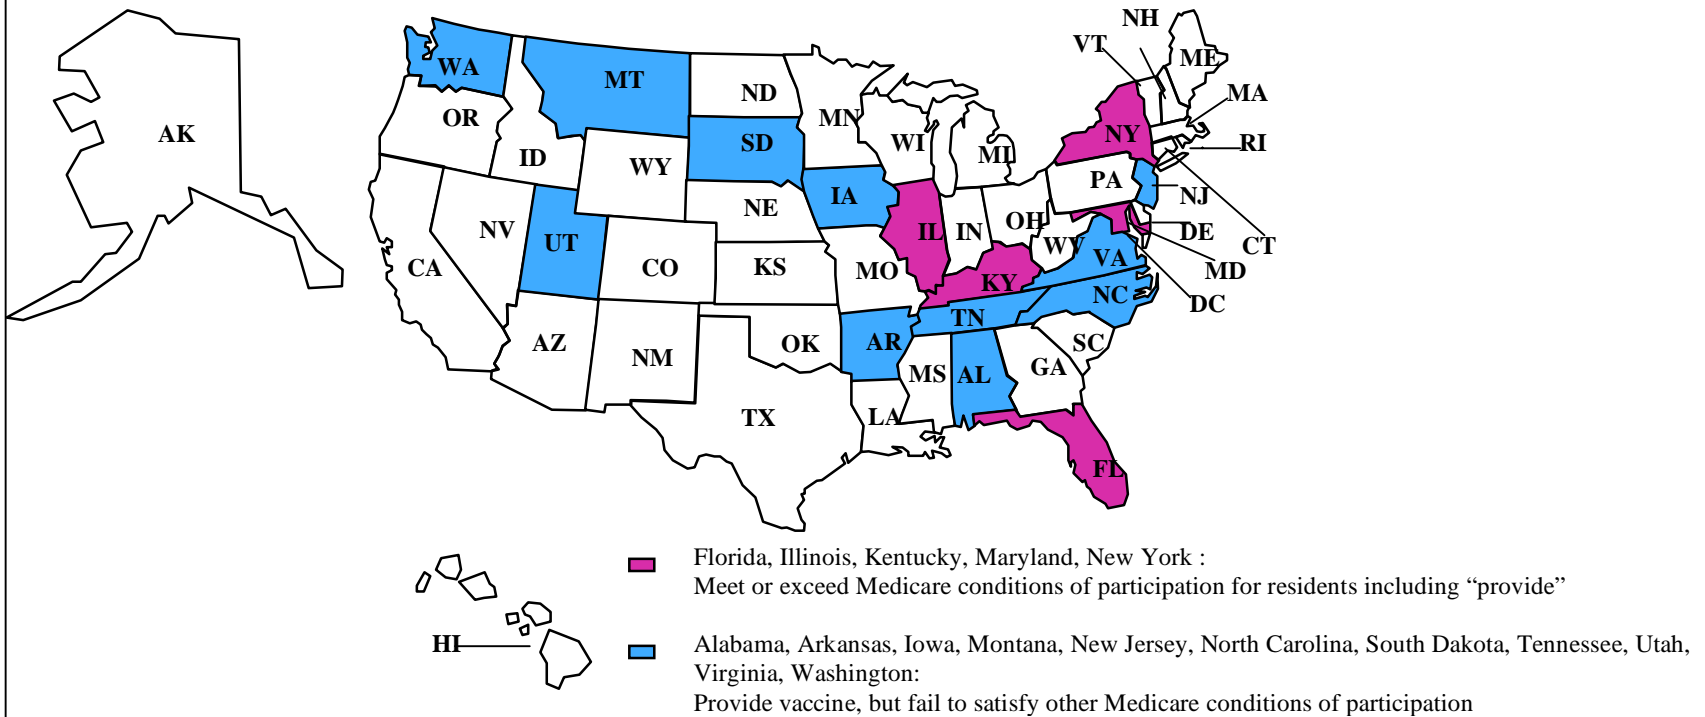 NH
VT
ME
WA
MT
ND
MA
OR
MN
AK
NY
RI
SD
WI
ID
MI
WY
PA
IA
NJ
NE
OH
NV
UT
IL
IN
WV
DE
CT
CA
CO
KS
MO
VA
MD
KY
NC
DC
TN
AZ
OK
AR
SC
NM
MS
AL
GA
TX
LA
FL
HI
Florida, Illinois, Kentucky, Maryland, New York :
Meet or exceed Medicare conditions of participation for residents including “provide”
Alabama, Arkansas, Iowa, Montana, New Jersey, North Carolina, South Dakota, Tennessee, Utah,
Virginia, Washington:
Provide vaccine, but fail to satisfy other Medicare conditions of participation